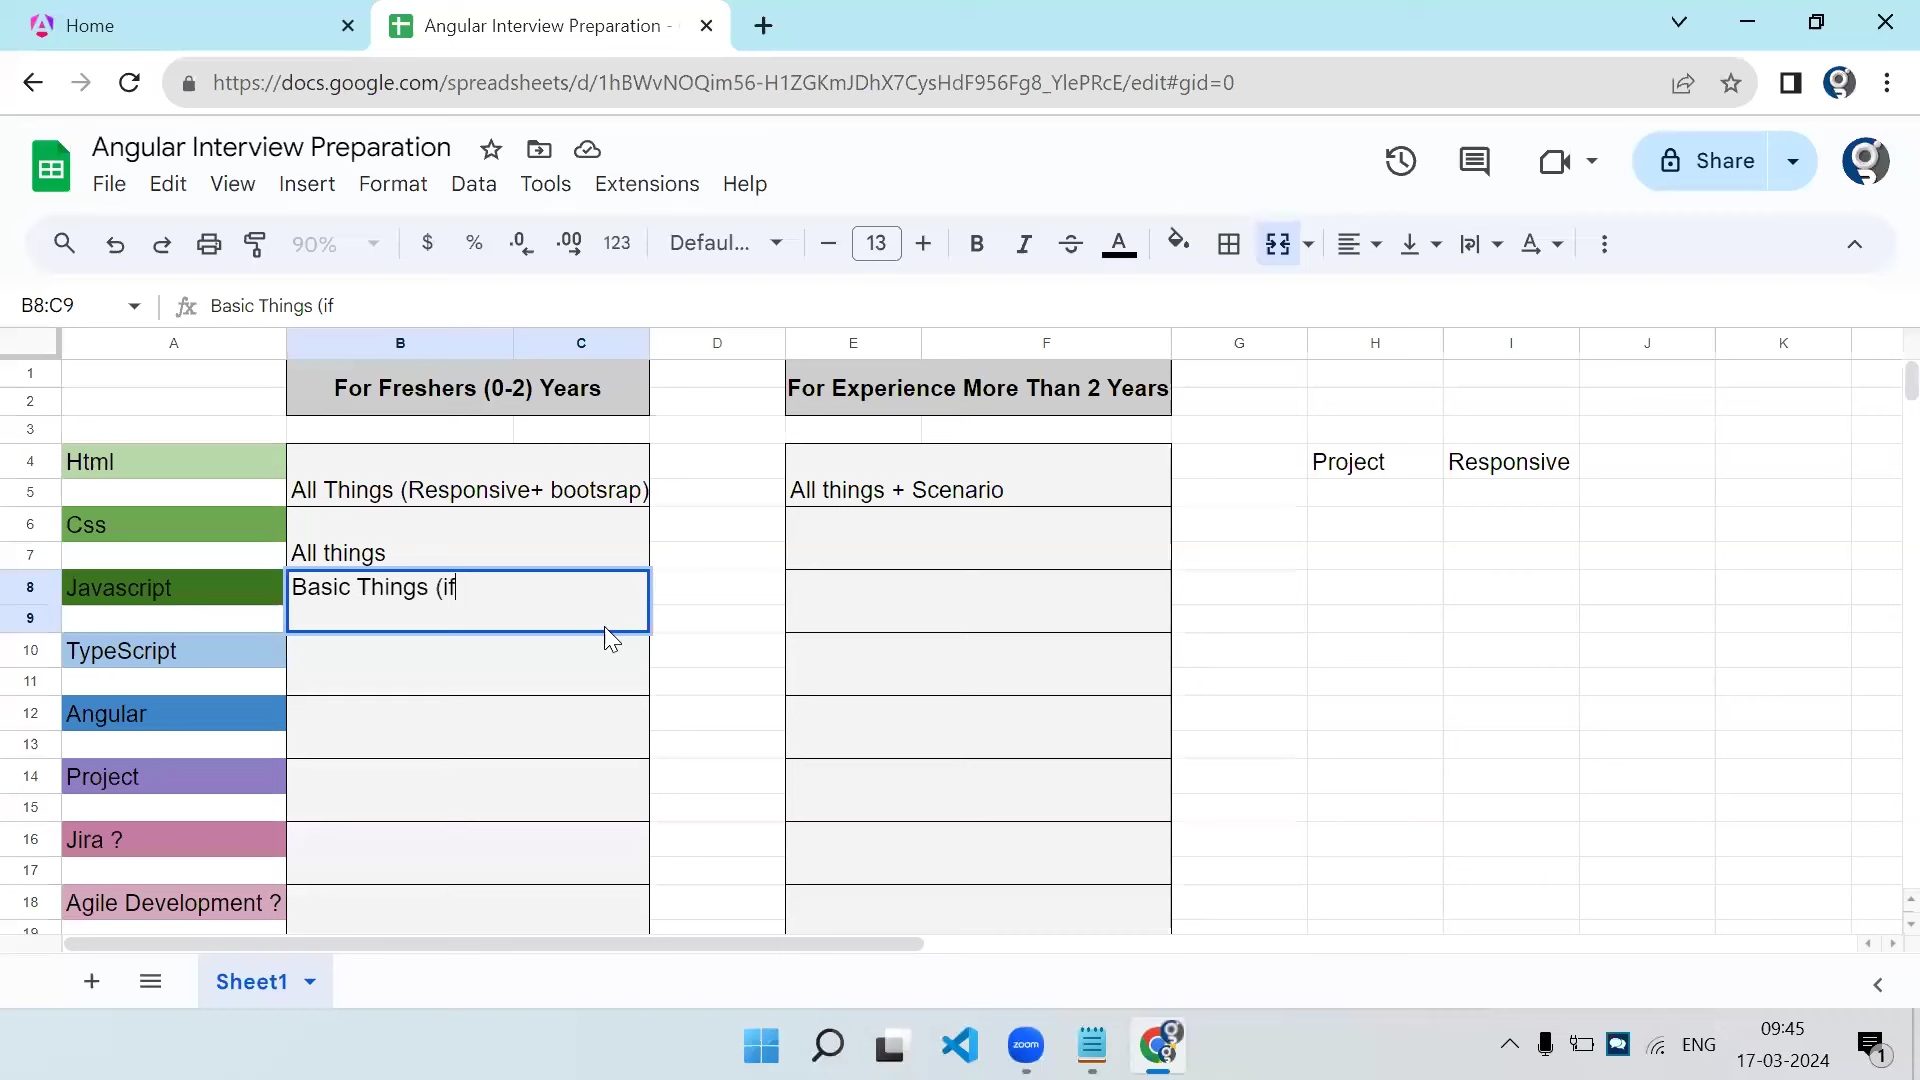 Home
Angular Interview Preparation -
https://docs.google.com/spreadsheets/d/1hBWvNOQim56-H1ZGKmJDhX7CysHdF956Fg8_YlePRcE/edit#gid=0
Angular Interview Preparation
File Edit View Insert Format Data Tools Extensions Help
Share
90% $ % .0 .00 123 Defaul... 13 B I A
B8:C9 fx Basic Things (if
A B C D E F G H I J K
1 For Freshers (0-2) Years For Experience More Than 2 Years
2
3
4 Html Project Responsive
5 All Things (Responsive+ bootsrap) All things + Scenario
6 Css
7 All things
8 Javascript Basic Things (if
9
10 TypeScript
11
12 Angular
13
14 Project
15
16 Jira ?
17
18 Agile Development ?
19
Sheet1
zoom
ENG
09:45
17-03-2024
1